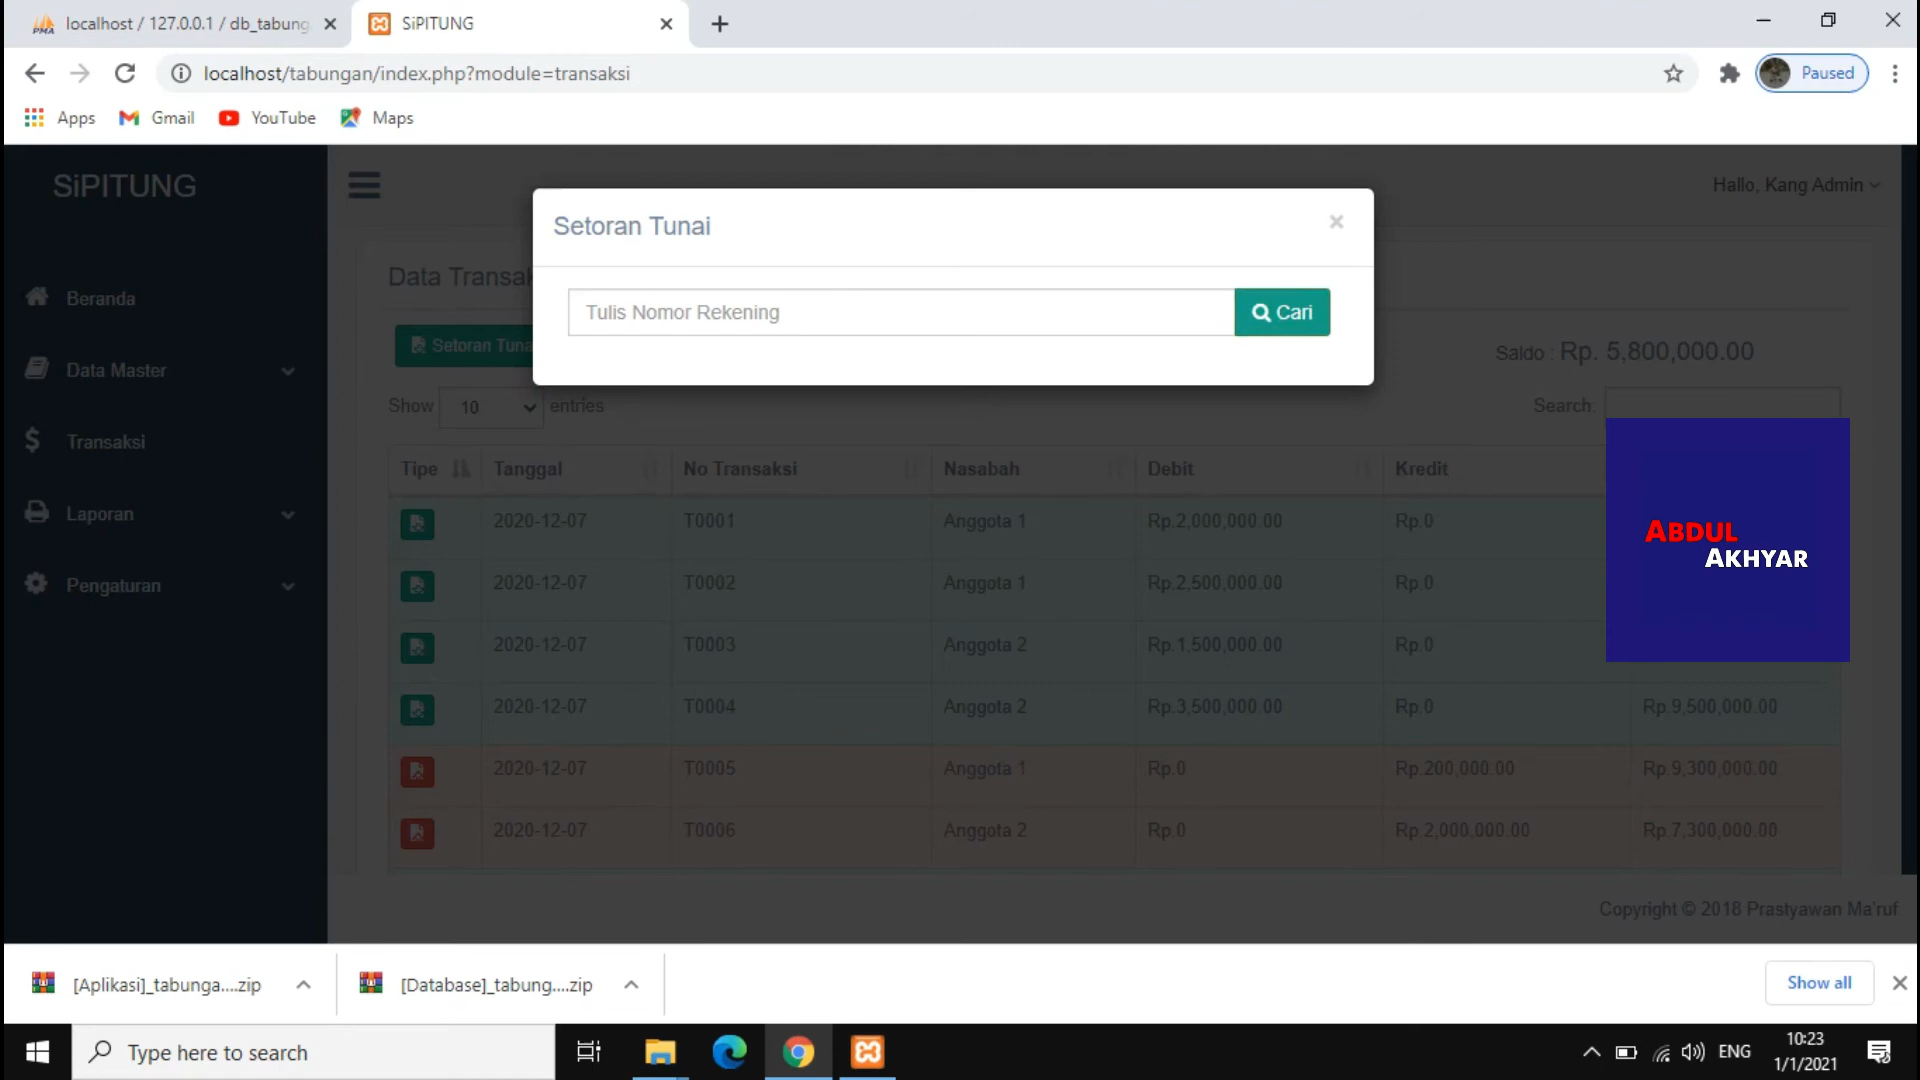 localhost / 127.0.0.1 / db_tabung
SiPITUNG
localhost/tabungan/index.php?module=transaksi
Paused
Apps
Gmail
YouTube
Maps
SiPITUNG
Hallo, Kang Admin
Setoran Tunai
×
Data Transak
Tulis Nomor Rekening
Cari
Setoran Tuna
Saldo : Rp. 5,800,000.00
Show 10 entries
Search:
Beranda
Data Master
Transaksi
Laporan
Pengaturan
Tipe Tanggal No Transaksi Nasabah Debit Kredit
2020-12-07 T0001 Anggota 1 Rp.2,000,000.00 Rp.0
2020-12-07 T0002 Anggota 1 Rp.2,500,000.00 Rp.0
2020-12-07 T0003 Anggota 2 Rp.1,500,000.00 Rp.0
2020-12-07 T0004 Anggota 2 Rp.3,500,000.00 Rp.0 Rp.9,500,000.00
2020-12-07 T0005 Anggota 1 Rp.0 Rp.200,000.00 Rp.9,300,000.00
2020-12-07 T0006 Anggota 2 Rp.0 Rp.2,000,000.00 Rp.7,300,000.00
ABDUL
AKHYAR
Copyright © 2018 Prastyawan Ma'ruf
[Aplikasi]_tabunga....zip
[Database]_tabung....zip
Show all
Type here to search
ENG
10:23
1/1/2021